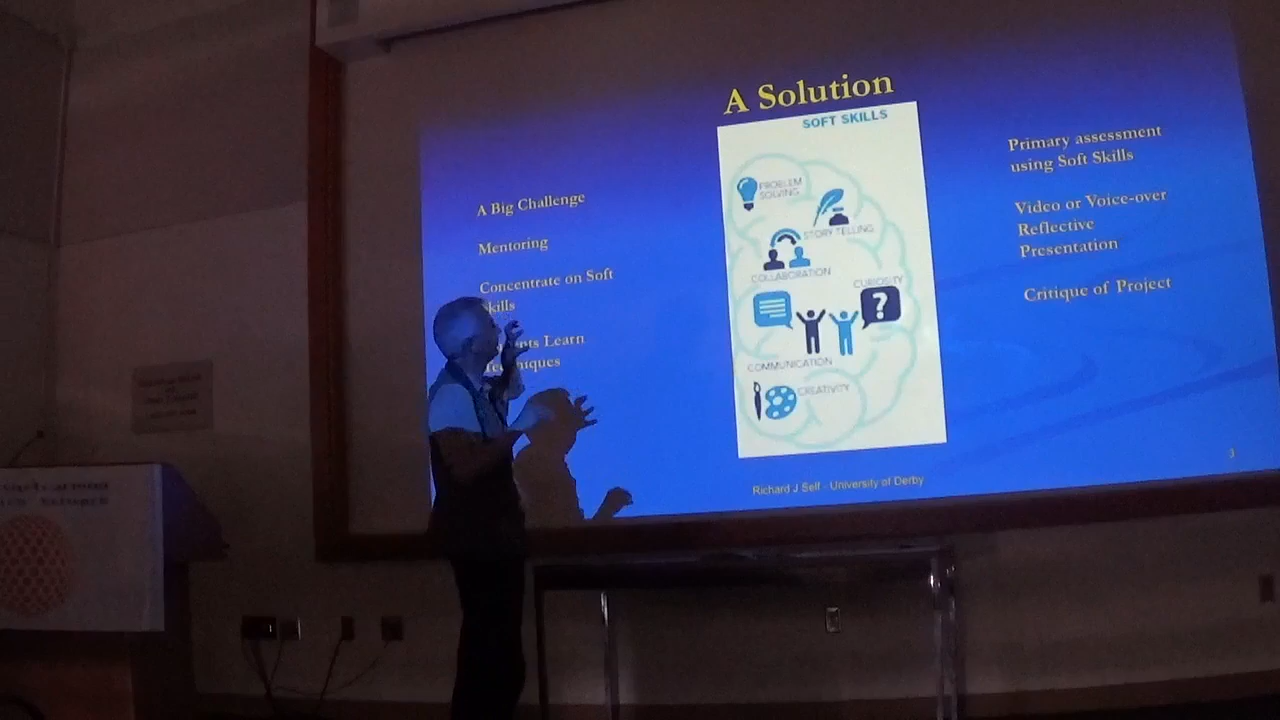 A Solution
A Big Challenge
Mentoring
Concentrate on Soft
Skills
Learn
SOFT SKILLS
PROBLEM
SOLVING
STORY TELLING
COLLABORATION
CURIOSITY
?
COMMUNICATION
CREATIVITY
Primary assessment
using Soft Skills
Video or Voice-over
Reflective
Presentation
Critique of Project
Richard J Self - University of Derby
3